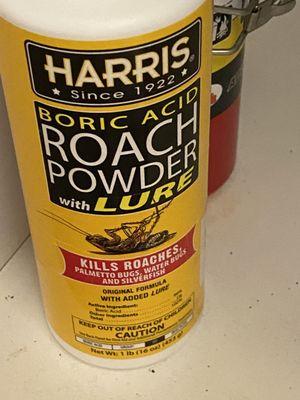 HARRIS
Since 1922
BORIC ACID
ROACH
POWDER
with LURE
KILLS ROACHES,
PALMETTO BUGS, WATER BUGS
AND SILVERFISH
ORIGINAL FORMULA
WITH ADDED LURE
Active Ingredient:
Boric Acid
Other Ingredients
Total
KEEP OUT OF REACH OF CHILDREN
CAUTION
Net Wt: 1 lb (16 oz)